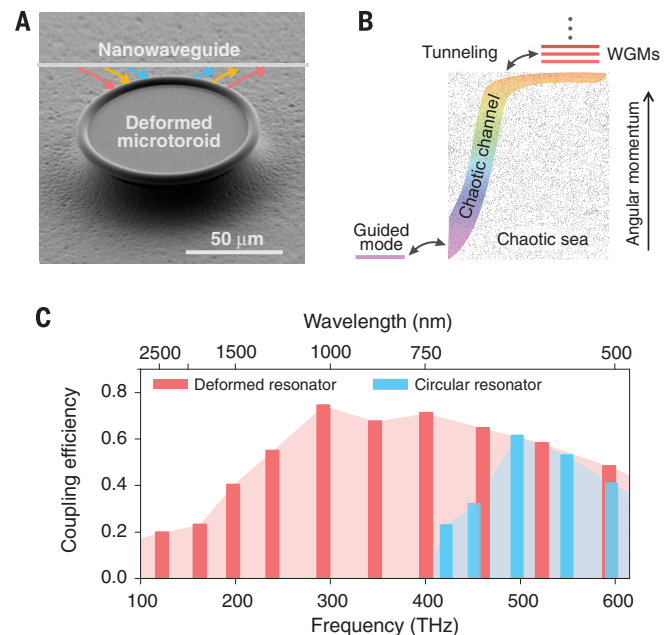 A
Nanowaveguide
Deformed
microtoroid
50 μm
B
Tunneling
WGMs
Chaotic channel
Guided
mode
Chaotic sea
Angular momentum
C
Wavelength (nm)
2500 1500 1000 750 500
Deformed resonator Circular resonator
Coupling efficiency
0.8
0.6
0.4
0.2
0.0
100 200 300 400 500 600
Frequency (THz)